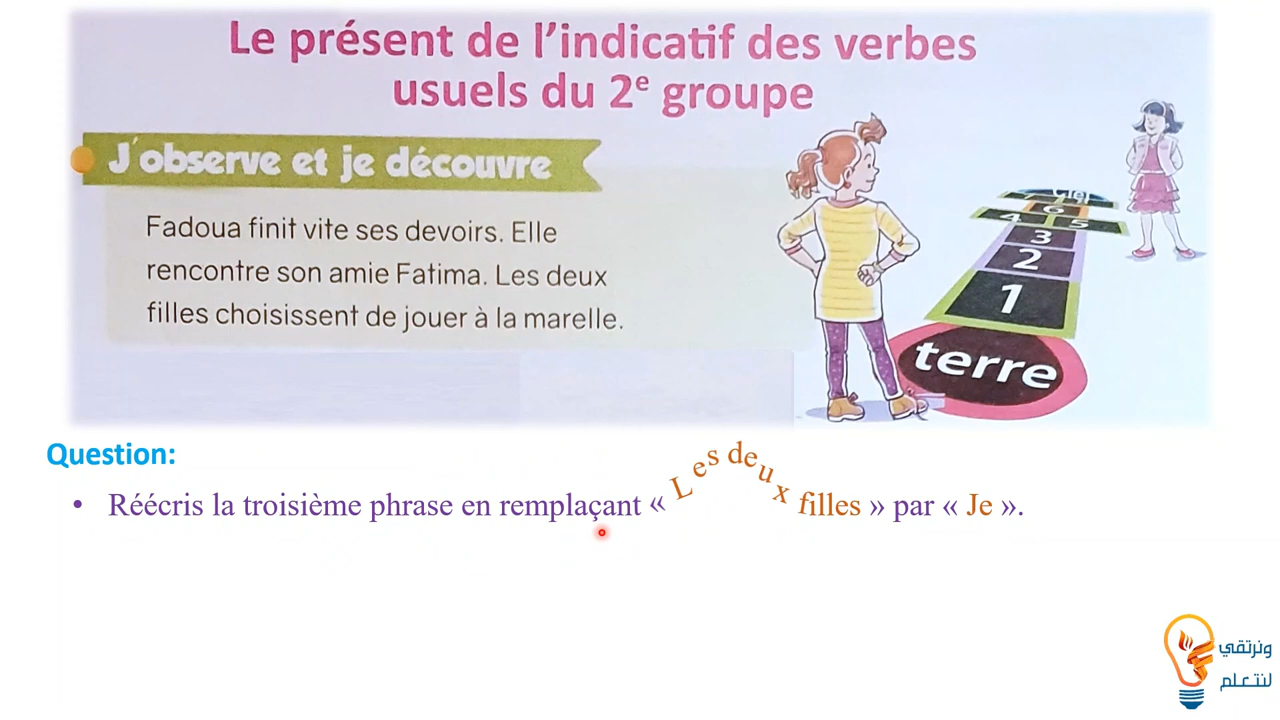 Le présent de l'indicatif des verbes
usuels du 2e groupe
J'observe et je découvre
Fadoua finit vite ses devoirs. Elle
rencontre son amie Fatima. Les deux
filles choisissent de jouer à la marelle.
7
4 6 5
3
2
1
terre
Question:
• Réécris la troisième phrase en remplaçant « Les deux filles » par « Je ».
ونرتقي
لنتعلم